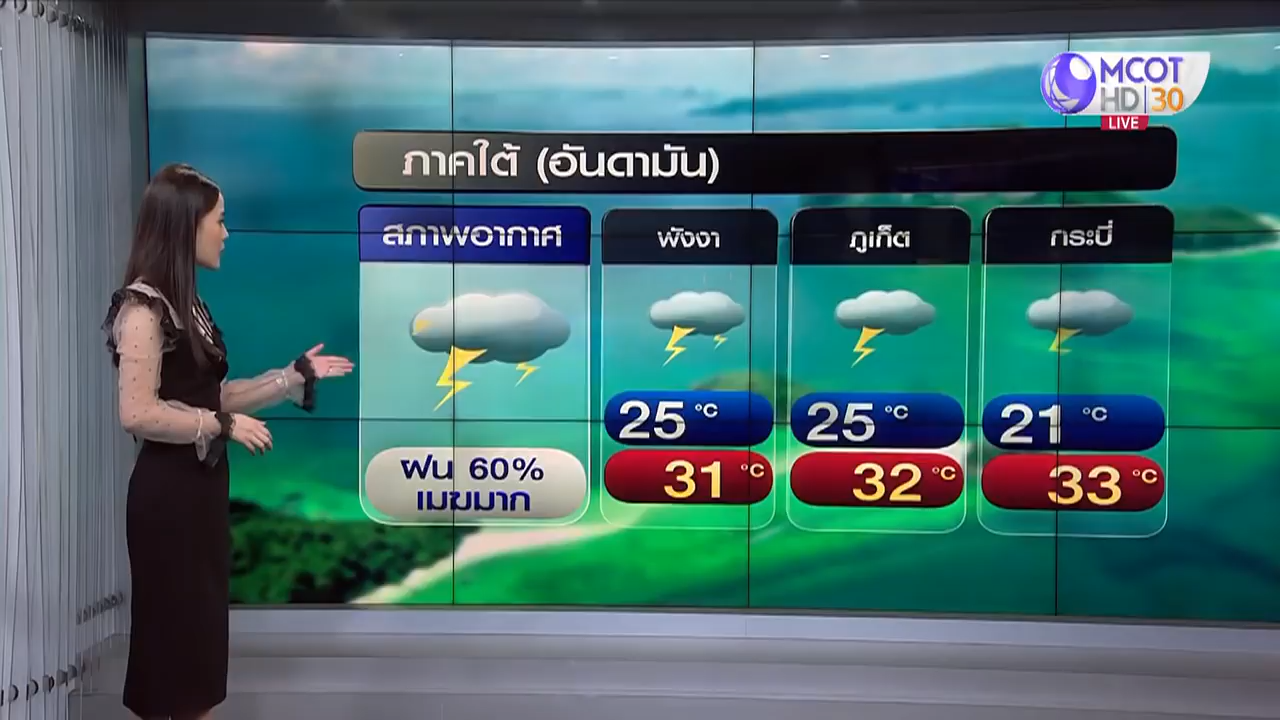 MCOT
HD 30
LIVE
ภาคใต้ (อันดามัน)
สภาพอากาศ
ฝน 60%
เมฆมาก
พังงา
25 °C
31 °C
ภูเก็ต
25 °C
32 °C
กระบี่
21 °C
33 °C